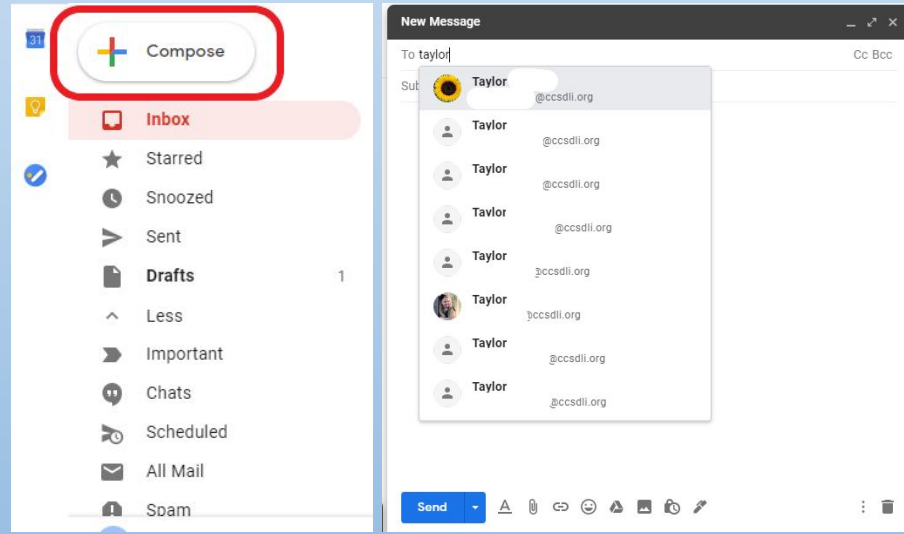 31
Compose
Inbox
Starred
Snoozed
Sent
Drafts 1
Less
Important
Chats
Scheduled
All Mail
Spam
New Message
To taylor Cc Bcc
Sub
Taylor
@ccsdli.org
Taylor
@ccsdli.org
Taylor
@ccsdli.org
Taylor
@ccsdli.org
Taylor
@ccsdli.org
Taylor
@ccsdli.org
Taylor
@ccsdli.org
Taylor
@ccsdli.org
Send